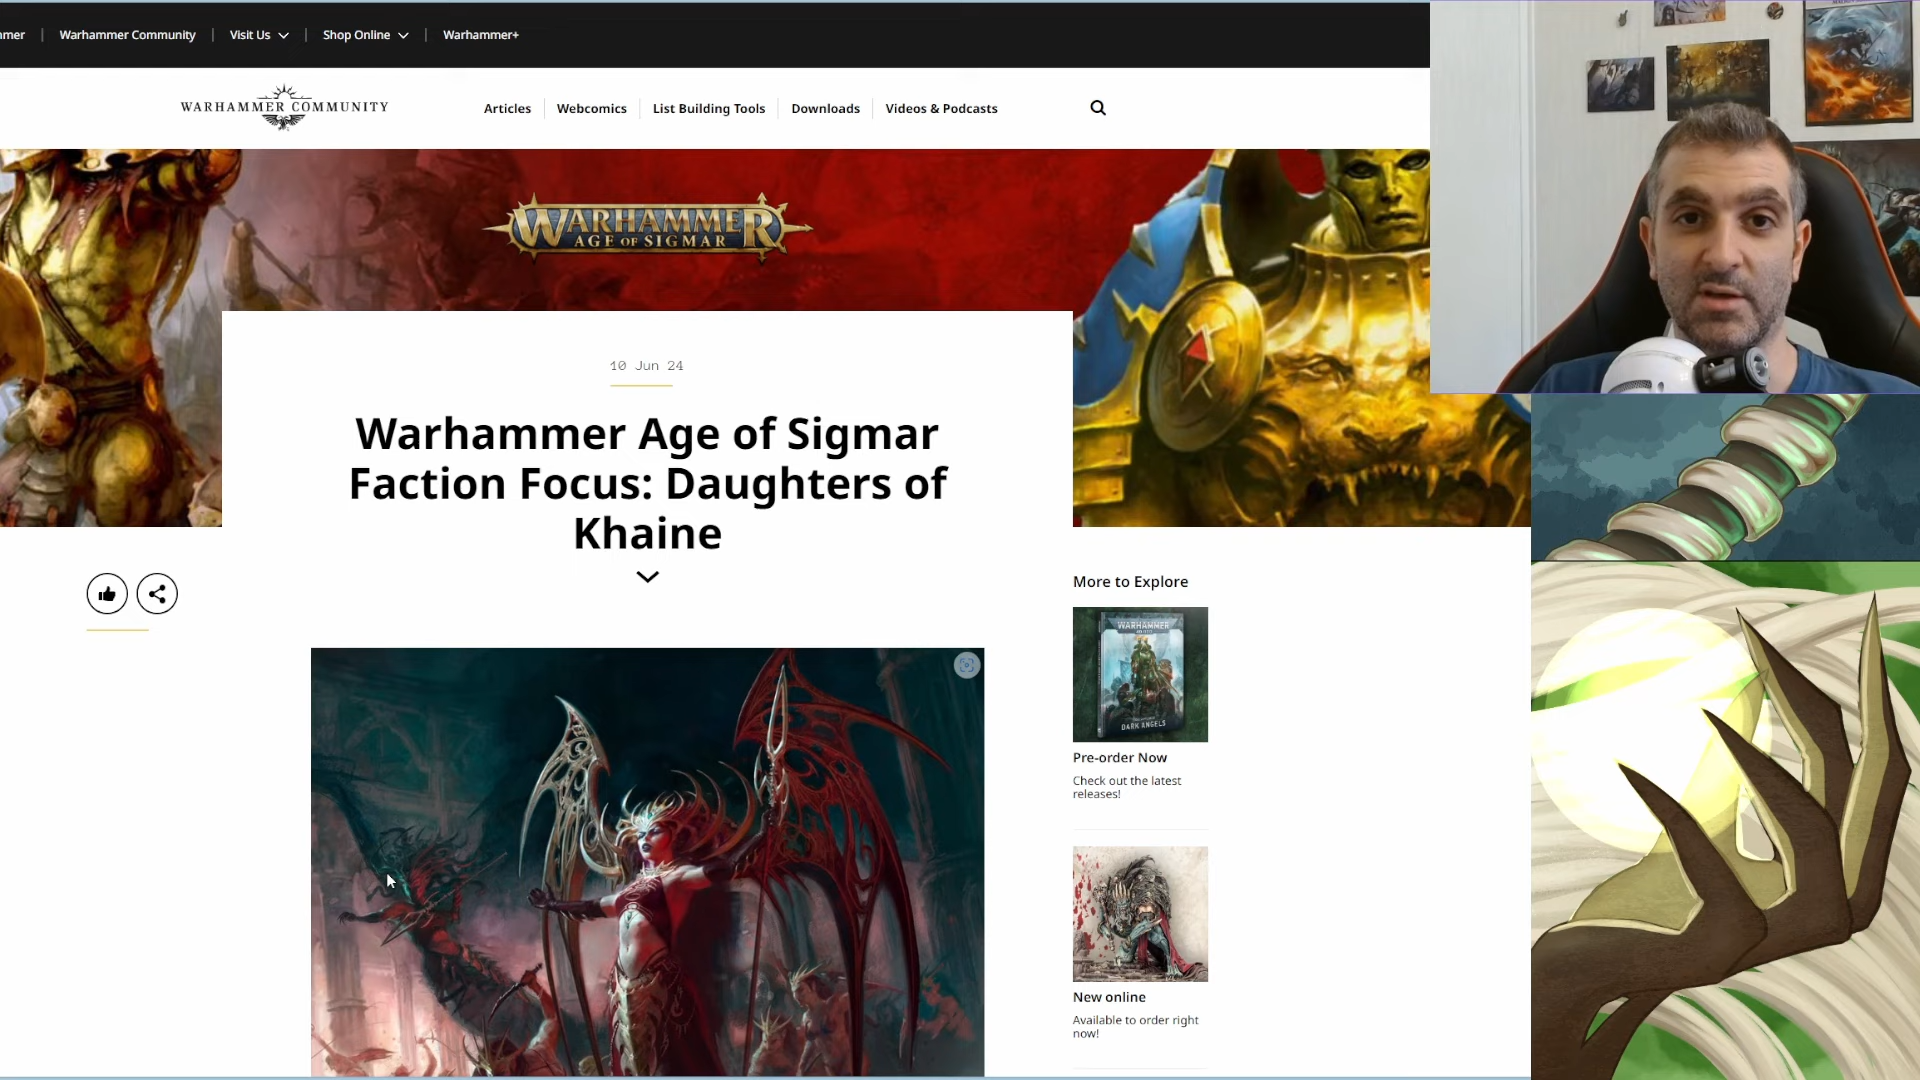 mmer
Warhammer Community
Visit Us
Shop Online
Warhammer+
WARHAMMER COMMUNITY
Articles
Webcomics
List Building Tools
Downloads
Videos & Podcasts
WARHAMMER
AGE OF SIGMAR
10 Jun 24
Warhammer Age of Sigmar
Faction Focus: Daughters of
Khaine
More to Explore
WARHAMMER
DARK ANGELS
Pre-order Now
Check out the latest
releases!
New online
Available to order right
now!